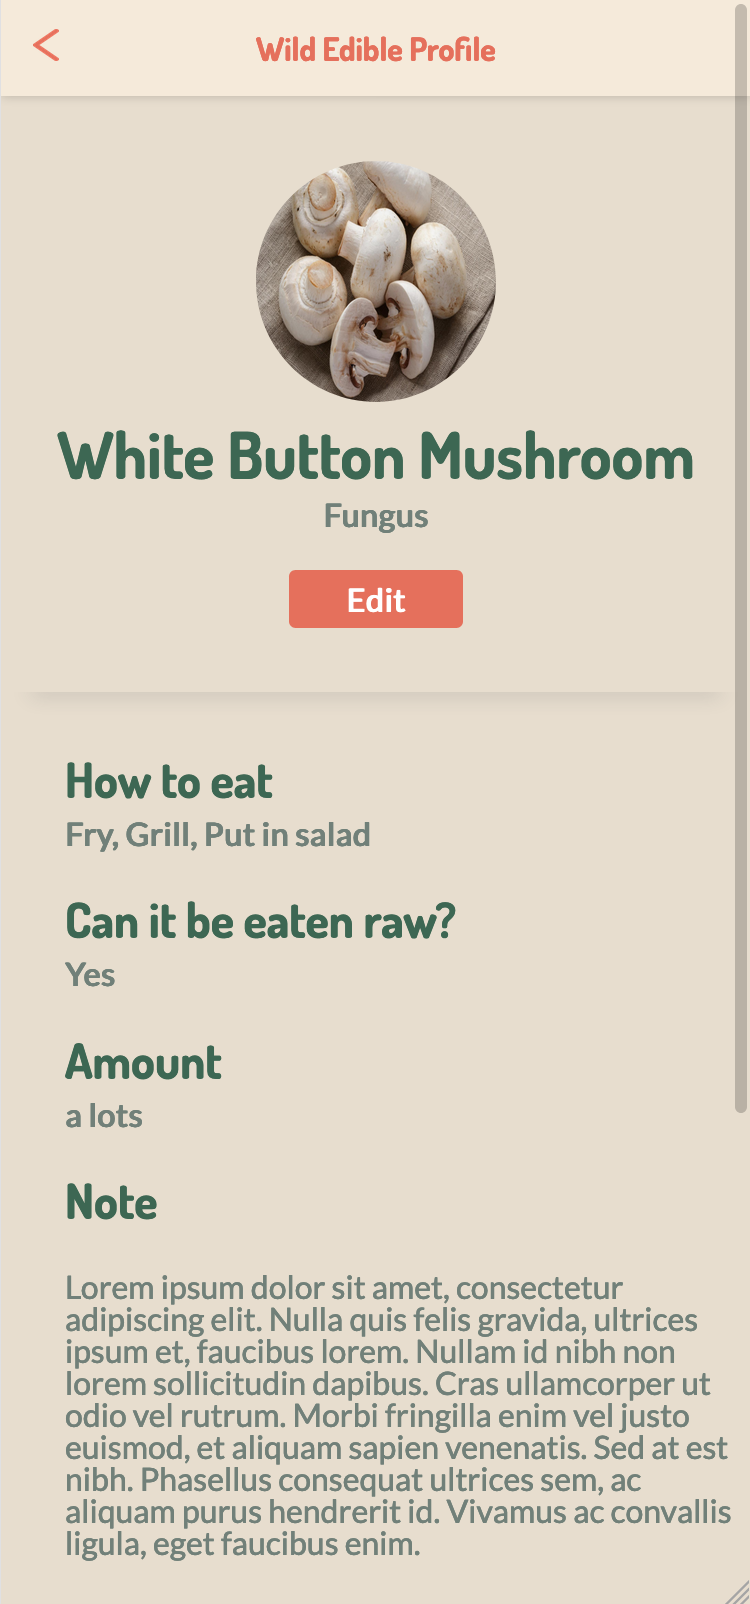 Wild Edible Profile
White Button Mushroom
Fungus
Edit
How to eat
Fry, Grill, Put in salad
Can it be eaten raw?
Yes
Amount
a lots
Note
Lorem ipsum dolor sit amet, consectetur
adipiscing elit. Nulla quis felis gravida, ultrices
ipsum et, faucibus lorem. Nullam id nibh non
lorem sollicitudin dapibus. Cras ullamcorper ut
odio vel rutrum. Morbi fringilla enim vel justo
euismod, et aliquam sapien venenatis. Sed at est
nibh. Phasellus consequat ultrices sem, ac
aliquam purus hendrerit id. Vivamus ac convallis
ligula, eget faucibus enim.